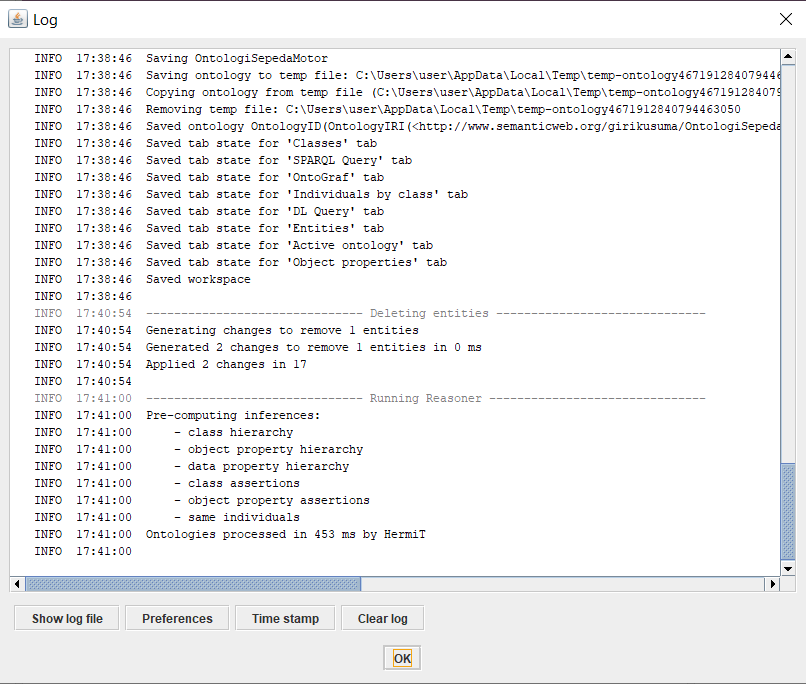 Log
INFO 17:38:46 Saving OntologiSepedaMotor
INFO 17:38:46 Saving ontology to temp file: C:\Users\user\AppData\Local\Temp\temp-ontology467191284079446
INFO 17:38:46 Copying ontology from temp file (C:\Users\user\AppData\Local\Temp\temp-ontology467191284079
INFO 17:38:46 Removing temp file: C:\Users\user\AppData\Local\Temp\temp-ontology4671912840794463050
INFO 17:38:46 Saved ontology OntologyID(OntologyIRI(<http://www.semanticweb.org/girikusuma/OntologiSepeda
INFO 17:38:46 Saved tab state for 'Classes' tab
INFO 17:38:46 Saved tab state for 'SPARQL Query' tab
INFO 17:38:46 Saved tab state for 'OntoGraf' tab
INFO 17:38:46 Saved tab state for 'Individuals by class' tab
INFO 17:38:46 Saved tab state for 'DL Query' tab
INFO 17:38:46 Saved tab state for 'Entities' tab
INFO 17:38:46 Saved tab state for 'Active ontology' tab
INFO 17:38:46 Saved tab state for 'Object properties' tab
INFO 17:38:46 Saved workspace
INFO 17:38:46
INFO 17:40:54 ------------------------------- Deleting entities ------------------------------
INFO 17:40:54 Generating changes to remove 1 entities
INFO 17:40:54 Generated 2 changes to remove 1 entities in 0 ms
INFO 17:40:54 Applied 2 changes in 17
INFO 17:40:54
INFO 17:41:00 ------------------------------- Running Reasoner -------------------------------
INFO 17:41:00 Pre-computing inferences:
INFO 17:41:00 - class hierarchy
INFO 17:41:00 - object property hierarchy
INFO 17:41:00 - data property hierarchy
INFO 17:41:00 - class assertions
INFO 17:41:00 - object property assertions
INFO 17:41:00 - same individuals
INFO 17:41:00 Ontologies processed in 453 ms by HermiT
INFO 17:41:00
Show log file Preferences Time stamp Clear log
OK